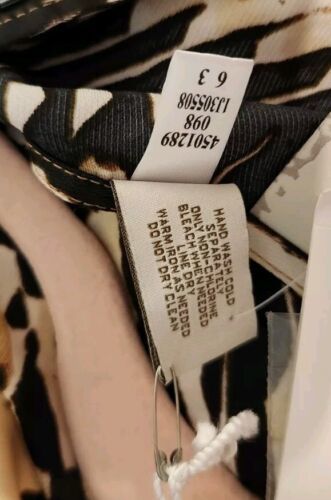 4501289
098
1J305508
6 3
HAND WASH COLD
SEPARATELY
ONLY NON-CHLORINE
BLEACH WHEN NEEDED
LINE DRY
WARM IRON AS NEEDED
DO NOT DRY CLEAN